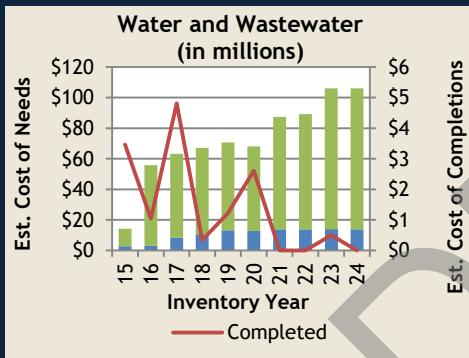 Water and Wastewater
(in millions)
Est. Cost of Needs
$120
$100
$80
$60
$40
$20
$0
$6
$5
$4
$3
$2
$1
$0
Est. Cost of Completions
15 16 17 18 19 20 21 22 23 24
Inventory Year
Completed